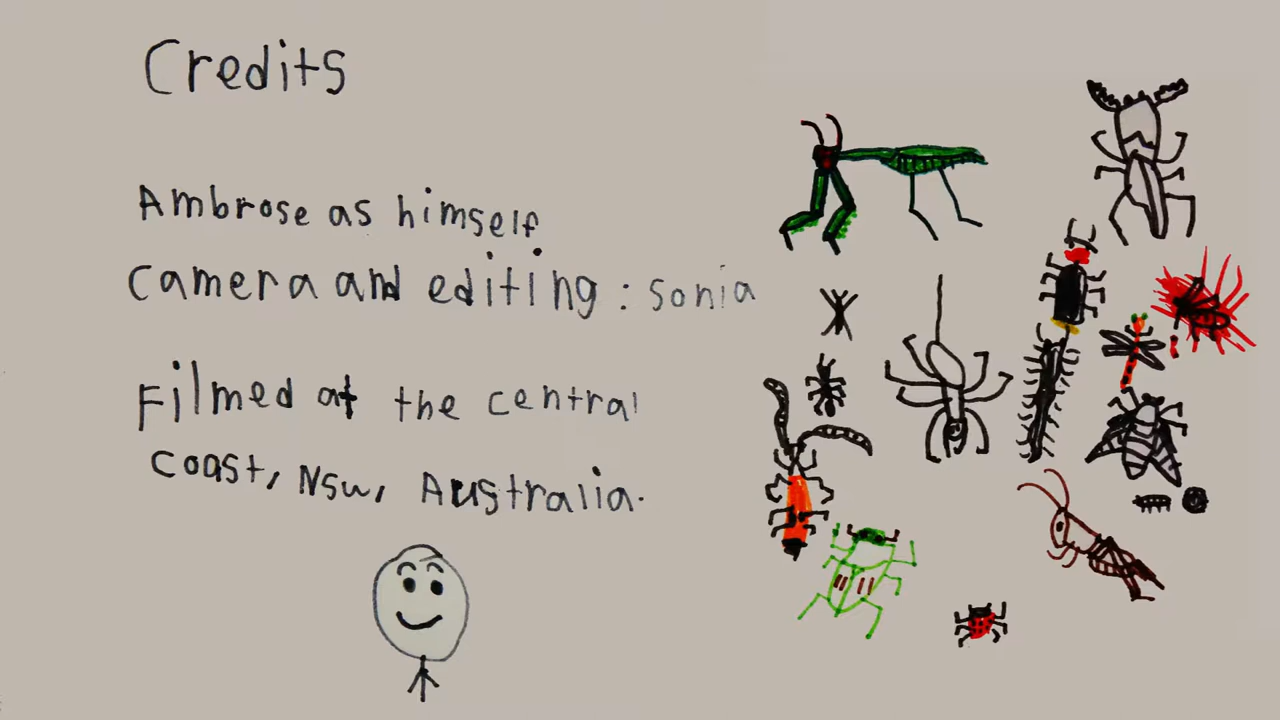 Credits
Ambrose as himself
camera and editing : sonia
Filmed at the central
coast, Nsw, Australia.